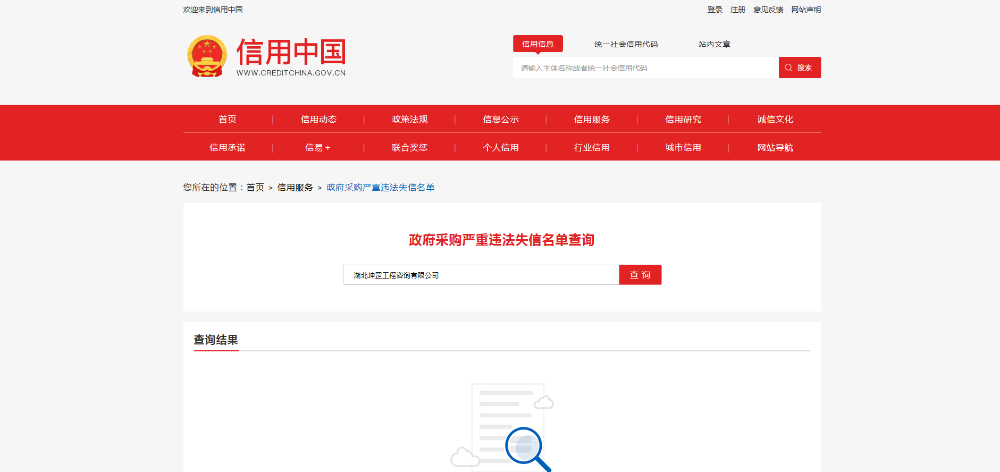 欢迎来到信用中国
登录 注册 意见反馈 网站声明
信用中国
WWW.CREDITCHINA.GOV.CN
信用信息 统一社会信用代码 站内文章
请输入主体名称或者统一社会信用代码 搜索
首页 | 信用动态 | 政策法规 | 信息公示 | 信用服务 | 信用研究 | 诚信文化
信用承诺 | 信易+ | 联合奖惩 | 个人信用 | 行业信用 | 城市信用 | 网站导航
您所在的位置：首页 > 信用服务 > 政府采购严重违法失信名单
政府采购严重违法失信名单查询
湖北坤罡工程咨询有限公司 查 询
查询结果